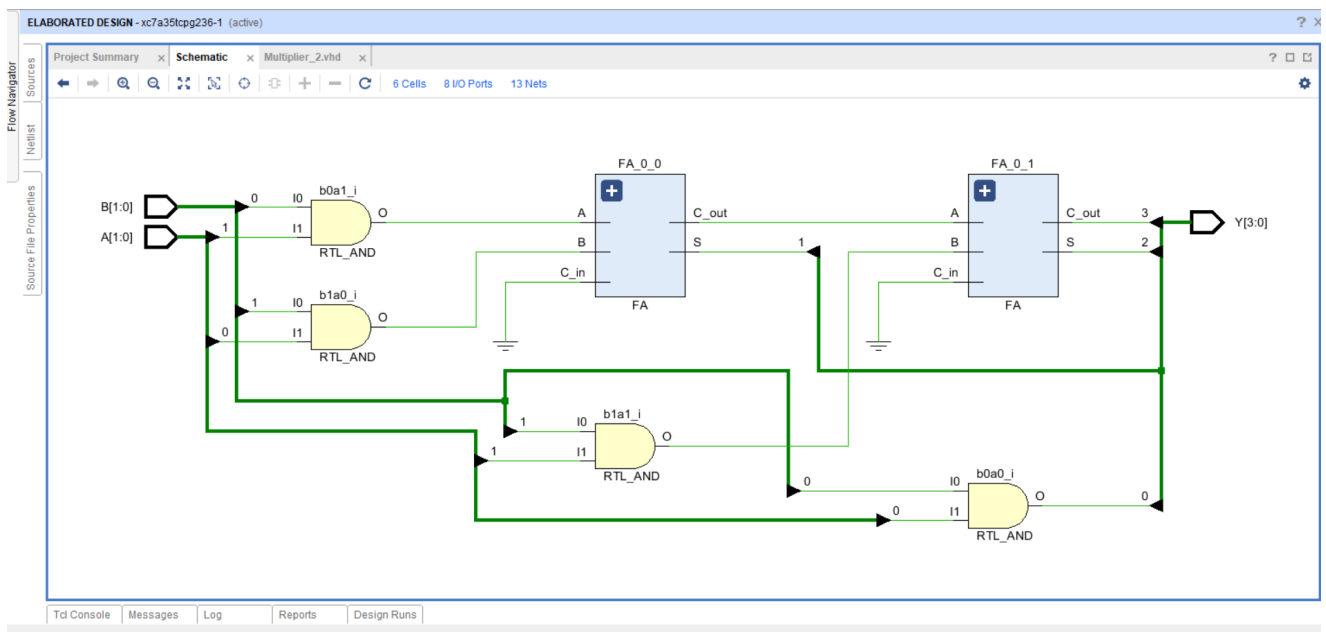 ELABORATED DESIGN - xc7a35tcpg236-1 (active)
? ×
Flow Navigator
Sources
Netlist
Source File Properties
Project Summary × Schematic × Multiplier_2.vhd ×
?
6 Cells 8 I/O Ports 13 Nets
FA_0_0 FA_0_1
B[1:0] 0 I0 b0a1_i O
A[1:0] 1 I1
RTL_AND
A C_out A C_out 3 Y[3:0]
B S 1 B S 2
C_in C_in
FA FA
1 I0 b1a0_i O
0 I1
RTL_AND
1 I0 b1a1_i O
1 I1
RTL_AND
0 I0 b0a0_i O 0
0 I1
RTL_AND
Tcl Console Messages Log Reports Design Runs